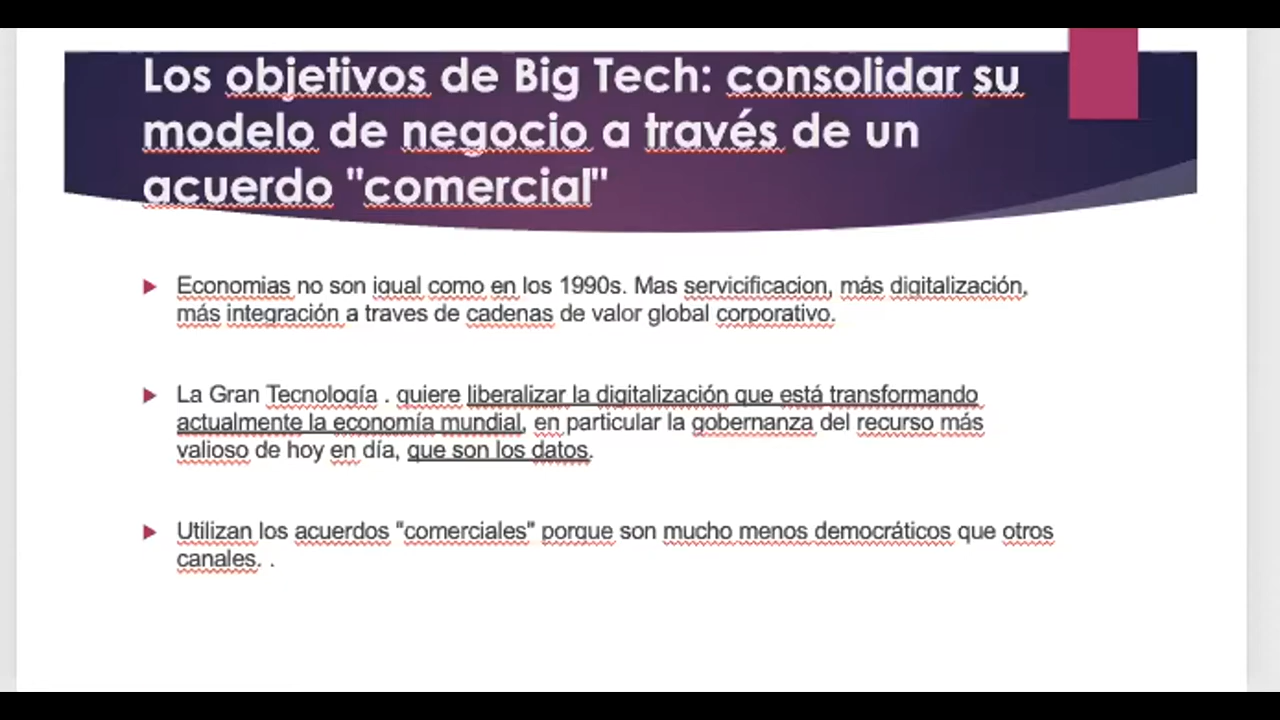 Los objetivos de Big Tech: consolidar su
modelo de negocio a través de un
acuerdo "comercial"
Economias no son igual como en los 1990s. Mas servicificacion, más digitalización,
más integración a traves de cadenas de valor global corporativo.
La Gran Tecnología . quiere liberalizar la digitalización que está transformando
actualmente la economía mundial, en particular la gobernanza del recurso más
valioso de hoy en día, que son los datos.
Utilizan los acuerdos "comerciales" porque son mucho menos democráticos que otros
canales. .